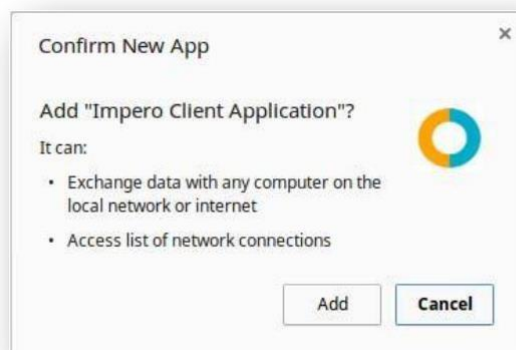 Confirm New App
Add "Impero Client Application"?
It can:
• Exchange data with any computer on the
local network or internet
• Access list of network connections
Add
Cancel